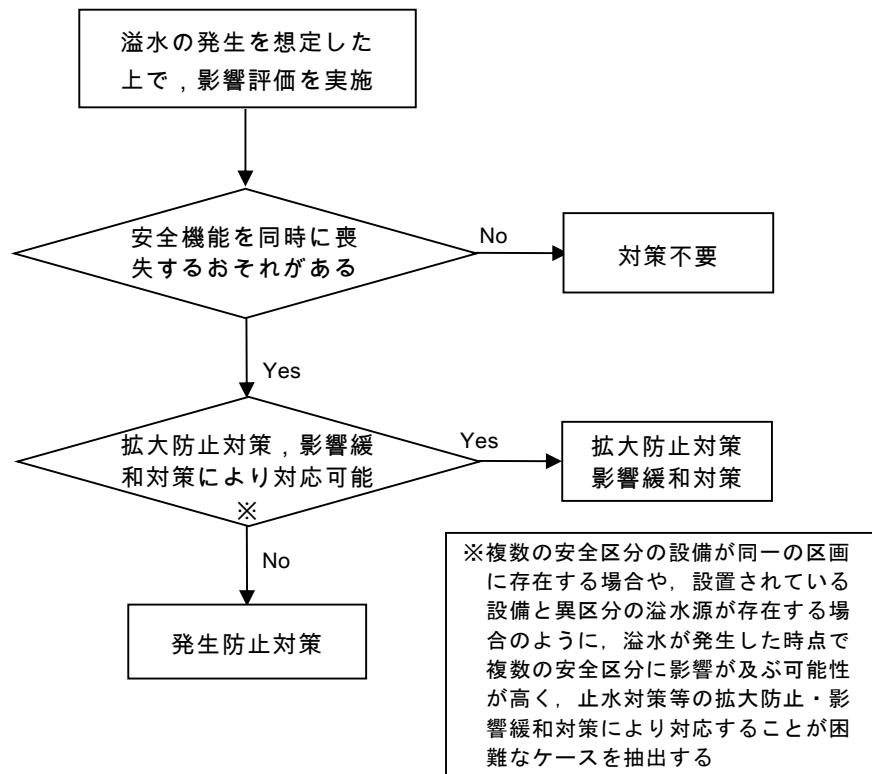 溢水の発生を想定した
上で，影響評価を実施
安全機能を同時に喪
失するおそれがある
No
対策不要
Yes
拡大防止対策，影響緩
和対策により対応可能
※
Yes
拡大防止対策
影響緩和対策
No
発生防止対策
※複数の安全区分の設備が同一の区画
に存在する場合や，設置されている
設備と異区分の溢水源が存在する場
合のように，溢水が発生した時点で
複数の安全区分に影響が及ぶ可能性
が高く，止水対策等の拡大防止・影
響緩和対策により対応することが困
難なケースを抽出する